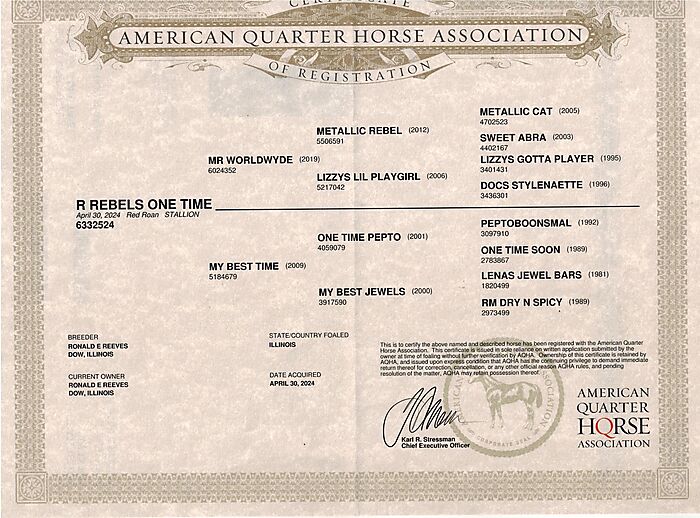 CERTIFICATE
AMERICAN QUARTER HORSE ASSOCIATION
OF REGISTRATION
METALLIC CAT (2005)
4702523
METALLIC REBEL (2012)
5506591
SWEET ABRA (2003)
4402167
MR WORLDWYDE (2019)
6024352
LIZZYS GOTTA PLAYER (1995)
3401431
LIZZYS LIL PLAYGIRL (2006)
5217042
DOCS STYLENAETTE (1996)
3436301
R REBELS ONE TIME
April 30, 2024 Red Roan STALLION
6332524
PEPTOBOONSMAL (1992)
3097910
ONE TIME PEPTO (2001)
4059079
ONE TIME SOON (1989)
2783867
MY BEST TIME (2009)
5184679
LENAS JEWEL BARS (1981)
1820499
MY BEST JEWELS (2000)
3917590
RM DRY N SPICY (1989)
2973499
BREEDER
RONALD E REEVES
DOW, ILLINOIS
STATE/COUNTRY FOALED
ILLINOIS
CURRENT OWNER
RONALD E REEVES
DOW, ILLINOIS
DATE ACQUIRED
APRIL 30, 2024
This is to certify the above named and described horse has been registered with the American Quarter
Horse Association. This certificate is issued in sole reliance on written application submitted by the
owner at time of foaling without further verification by AQHA. Ownership of this certificate is retained by
AQHA, and issued upon express condition that AQHA has the continuing privilege to demand immediate
return thereof for correction, cancellation, or any other official reason AQHA rules, and pending
resolution of the matter, AQHA may retain possession thereof.
Karl R. Stressman
Chief Executive Officer
AMERICAN QUARTER HORSE ASSOCIATION
CORPORATE SEAL
AMERICAN
QUARTER
HORSE
ASSOCIATION